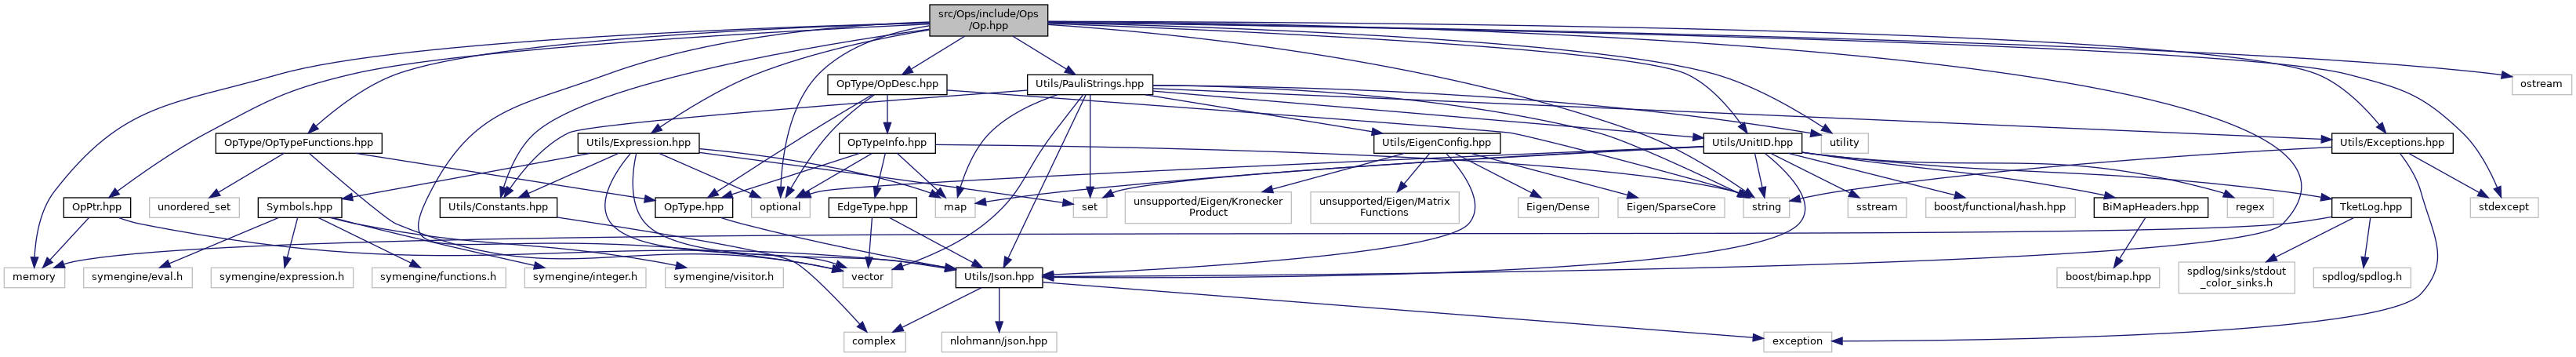 src/Ops/include/Ops
/Op.hpp
OpType/OpDesc.hpp
Utils/PauliStrings.hpp
ostream
OpType/OpTypeFunctions.hpp
Utils/Expression.hpp
OpTypeInfo.hpp
Utils/EigenConfig.hpp
Utils/UnitID.hpp
utility
Utils/Exceptions.hpp
OpPtr.hpp
unordered_set
Symbols.hpp
Utils/Constants.hpp
OpType.hpp
optional
EdgeType.hpp
map
set
unsupported/Eigen/Kronecker
Product
unsupported/Eigen/Matrix
Functions
Eigen/Dense
Eigen/SparseCore
string
sstream
boost/functional/hash.hpp
BiMapHeaders.hpp
regex
TketLog.hpp
stdexcept
memory
symengine/eval.h
symengine/expression.h
symengine/functions.h
symengine/integer.h
symengine/visitor.h
vector
Utils/Json.hpp
boost/bimap.hpp
spdlog/sinks/stdout
_color_sinks.h
spdlog/spdlog.h
complex
nlohmann/json.hpp
exception